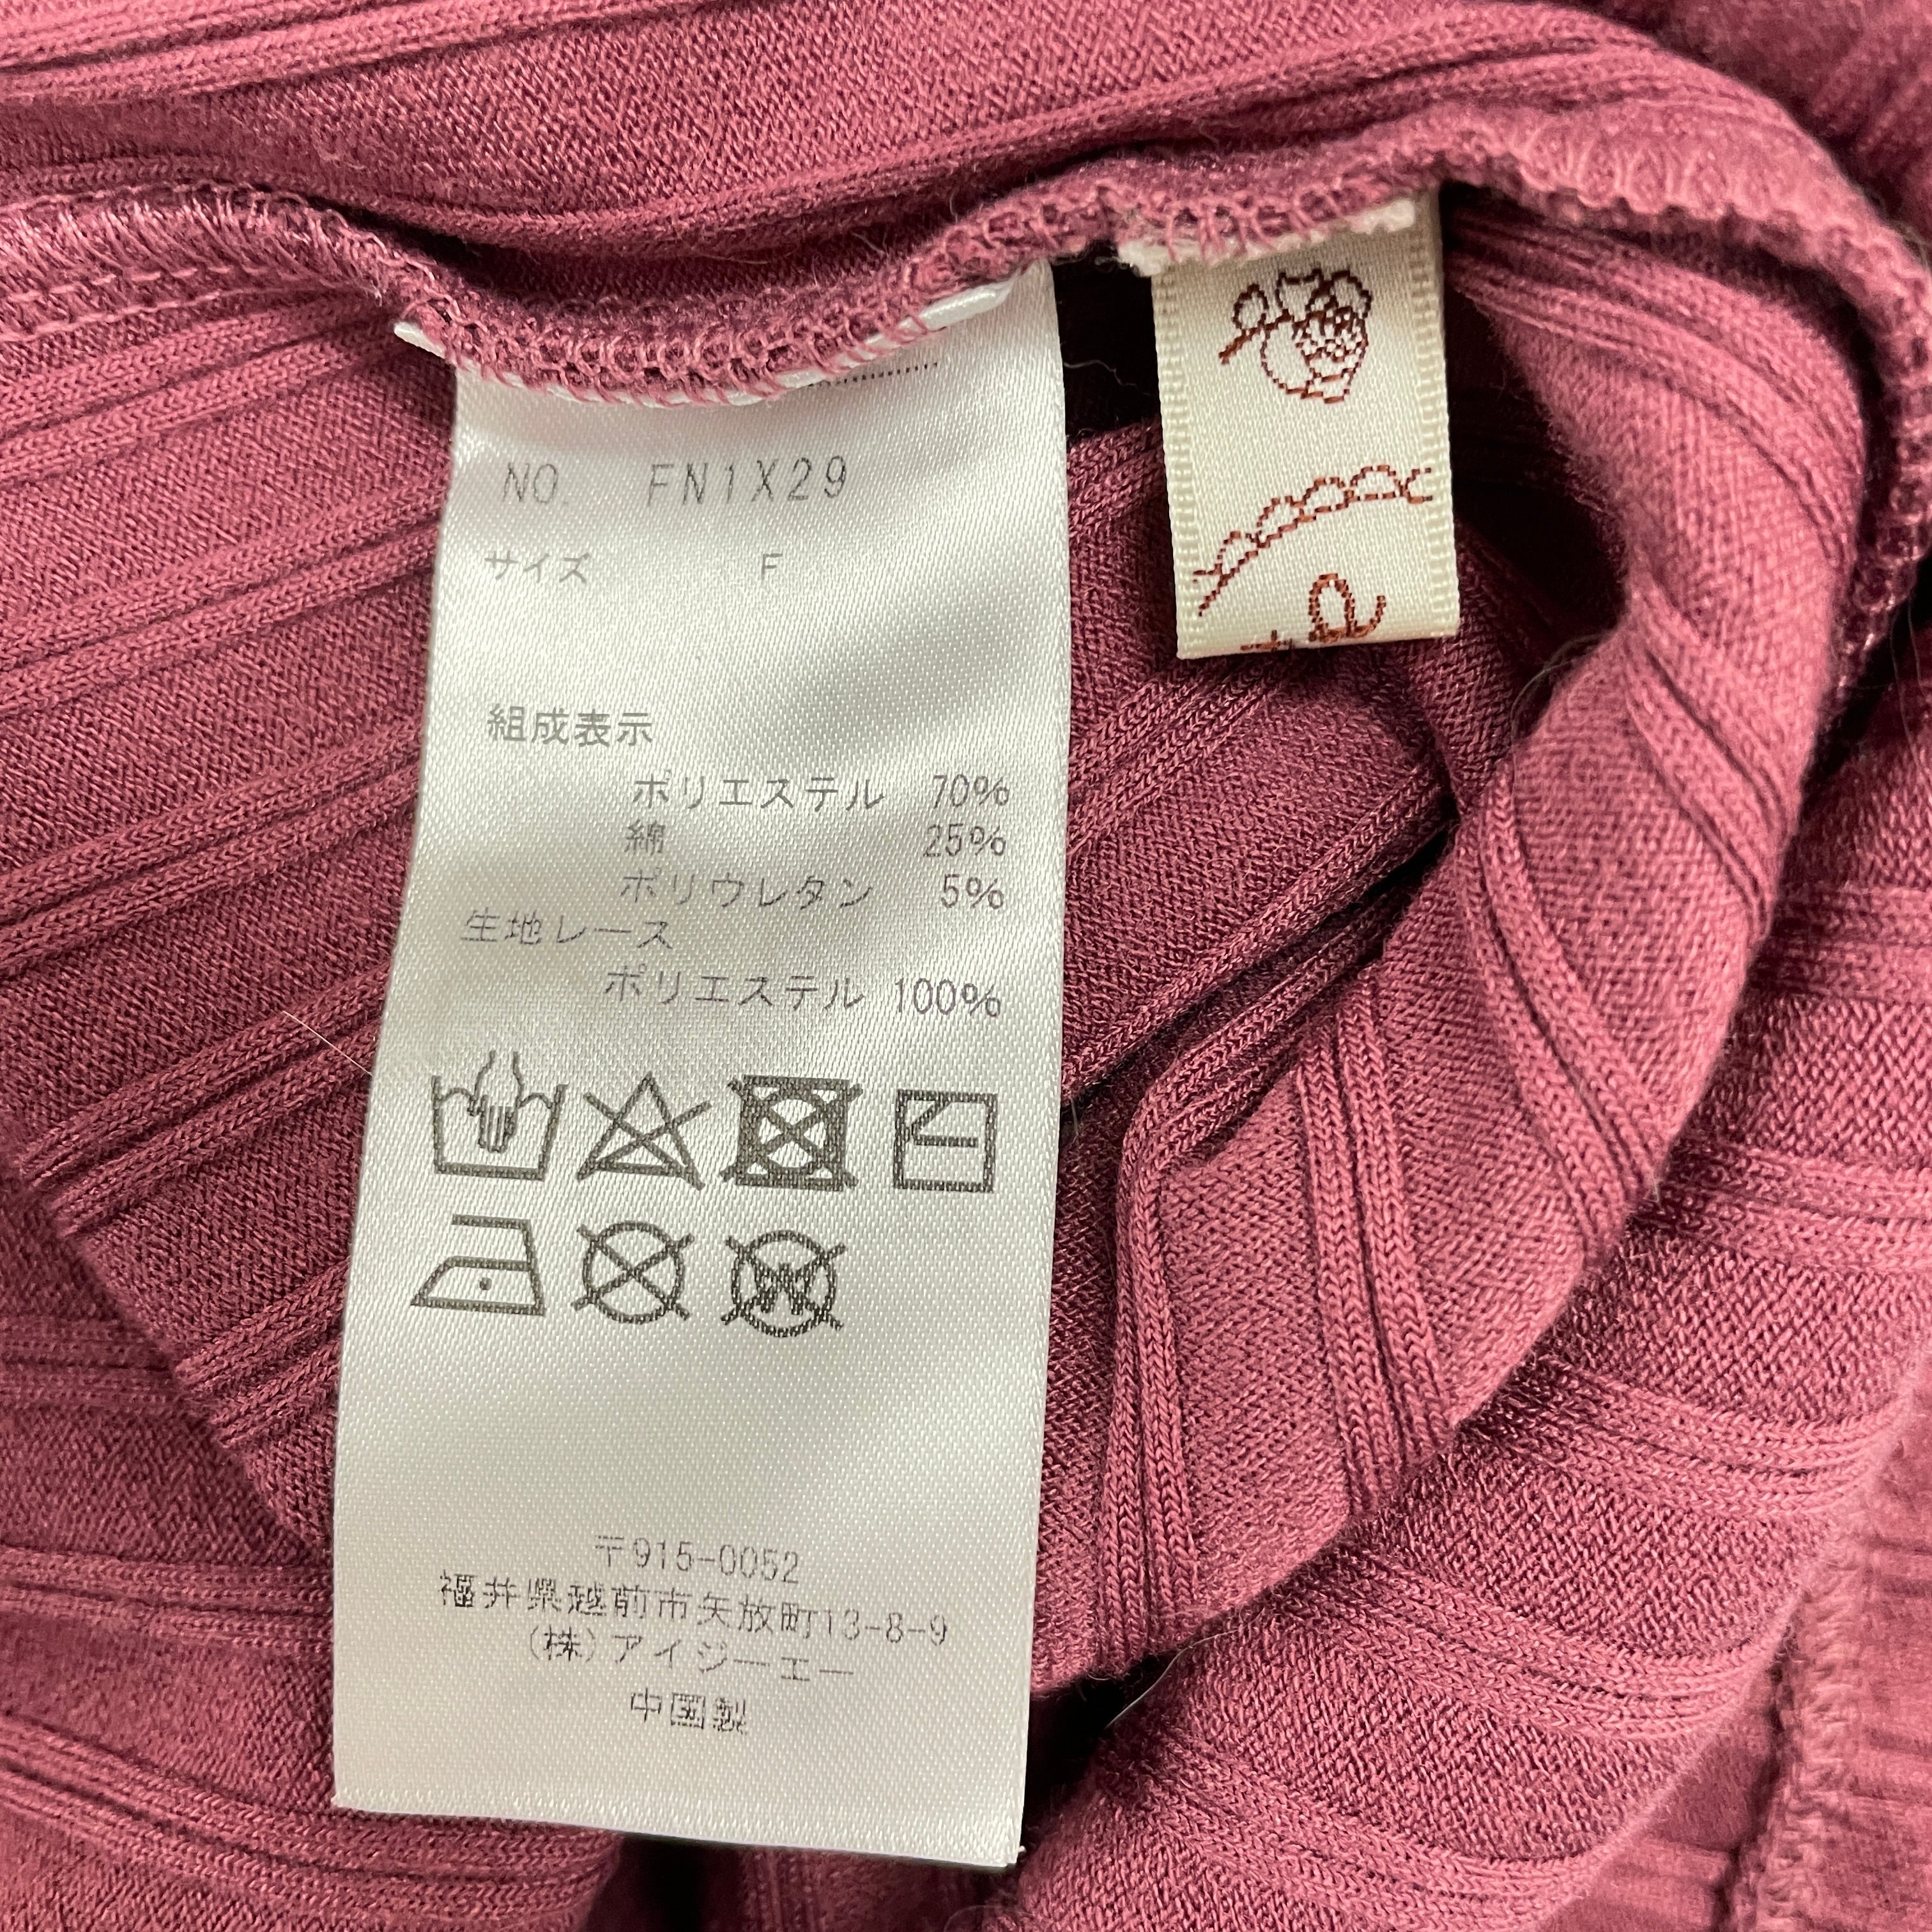 NO. FN1X29
サイズ F
組成表示
ポリエステル 70%
綿 25%
ポリウレタン 5%
生地レース
ポリエステル 100%
〒915-0052
福井県越前市矢放町13-8-9
(株)アイジーエー
中国製